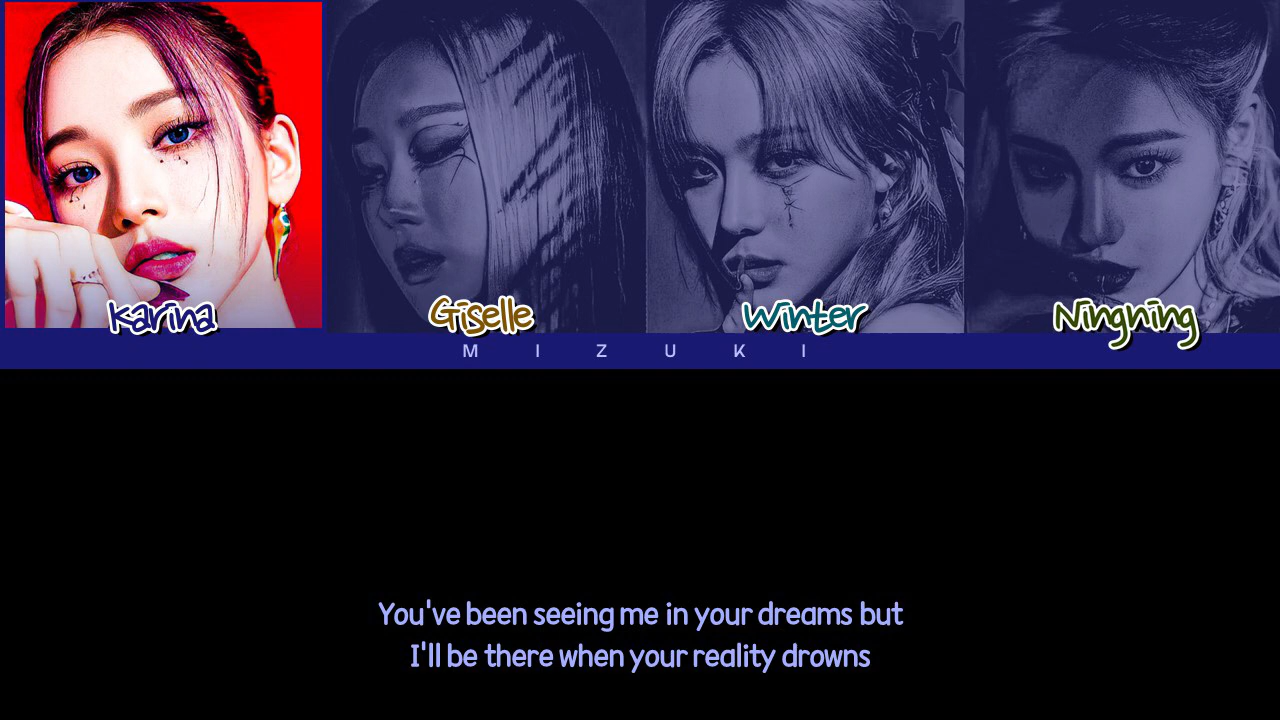 Karina Giselle Winter Ningning
M I Z U K I
You've been seeing me in your dreams but
I'll be there when your reality drowns